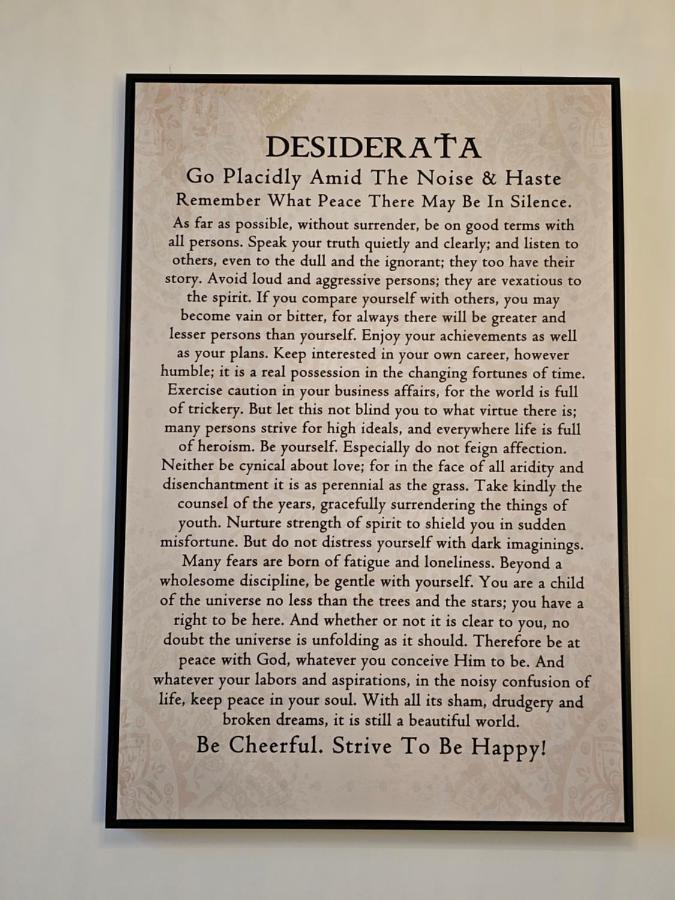 DESIDERATA
Go Placidly Amid The Noise & Haste
Remember What Peace There May Be In Silence.
As far as possible, without surrender, be on good terms with
all persons. Speak your truth quietly and clearly; and listen to
others, even to the dull and the ignorant; they too have their
story. Avoid loud and aggressive persons; they are vexatious to
the spirit. If you compare yourself with others, you may
become vain or bitter, for always there will be greater and
lesser persons than yourself. Enjoy your achievements as well
as your plans. Keep interested in your own career, however
humble; it is a real possession in the changing fortunes of time.
Exercise caution in your business affairs, for the world is full
of trickery. But let this not blind you to what virtue there is;
many persons strive for high ideals, and everywhere life is full
of heroism. Be yourself. Especially do not feign affection.
Neither be cynical about love; for in the face of all aridity and
disenchantment it is as perennial as the grass. Take kindly the
counsel of the years, gracefully surrendering the things of
youth. Nurture strength of spirit to shield you in sudden
misfortune. But do not distress yourself with dark imaginings.
Many fears are born of fatigue and loneliness. Beyond a
wholesome discipline, be gentle with yourself. You are a child
of the universe no less than the trees and the stars; you have a
right to be here. And whether or not it is clear to you, no
doubt the universe is unfolding as it should. Therefore be at
peace with God, whatever you conceive Him to be. And
whatever your labors and aspirations, in the noisy confusion of
life, keep peace in your soul. With all its sham, drudgery and
broken dreams, it is still a beautiful world.
Be Cheerful. Strive To Be Happy!